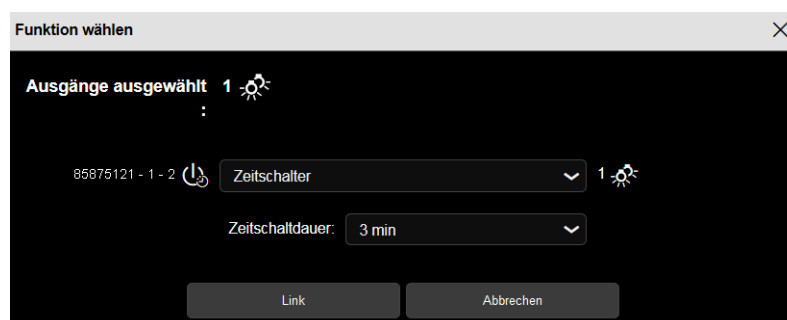 Funktion wählen
Ausgänge ausgewählt 1
:
85875121 - 1 - 2 Zeitschalter 1
Zeitschaltdauer: 3 min
Link Abbrechen